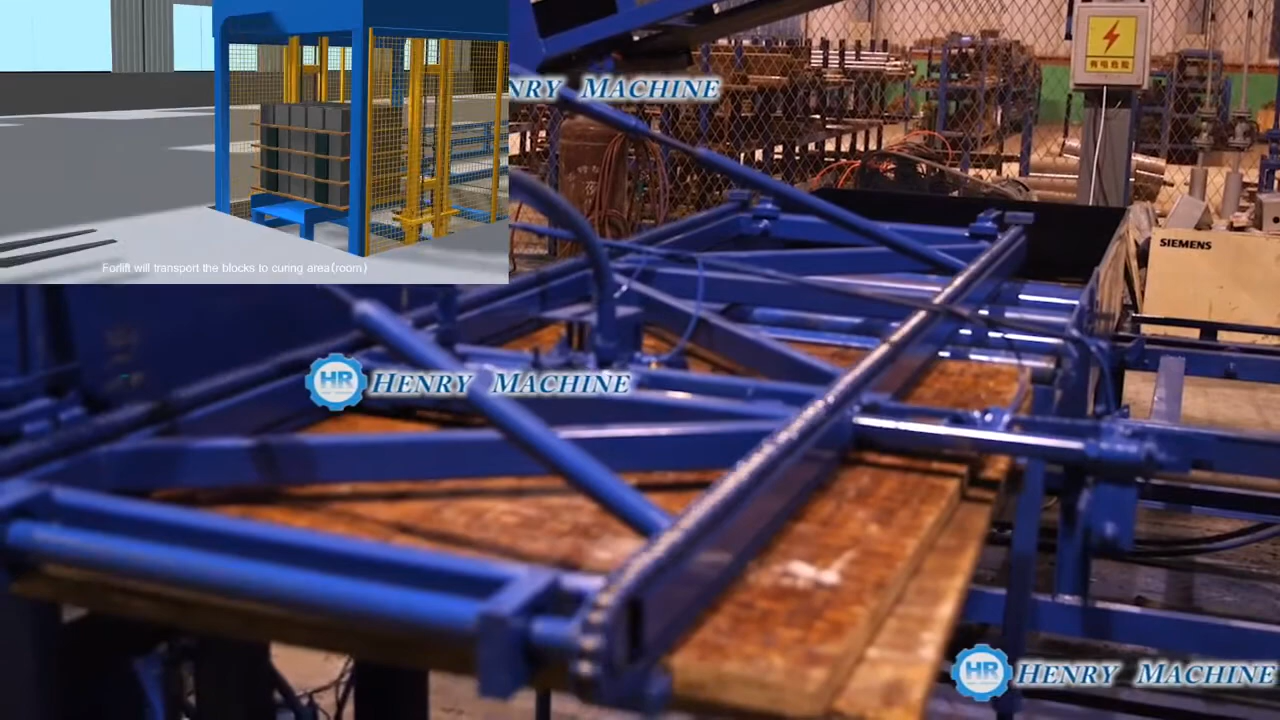 NRY MACHINE
SIEMENS
Forlift will transport the blocks to curing area(room)
HR HENRY MACHINE
HR HENRY MACHINE